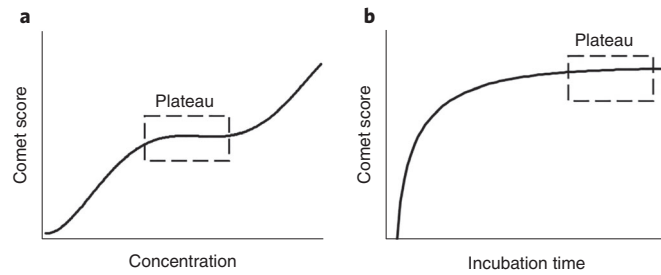 a
Plateau
Comet score
Concentration
b
Plateau
Comet score
Incubation time